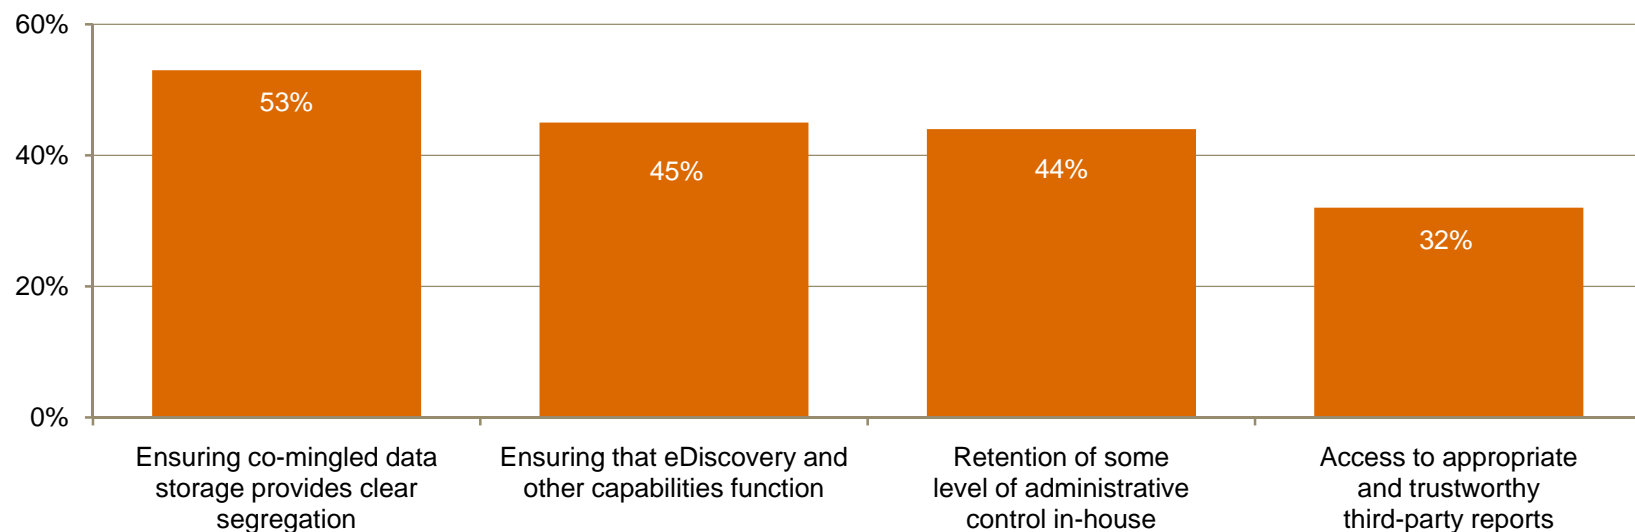 60%
40%
20%
0%
53%
45%
44%
32%
Ensuring co-mingled data
storage provides clear
segregation
Ensuring that eDiscovery and
other capabilities function
Retention of some
level of administrative
control in-house
Access to appropriate
and trustworthy
third-party reports